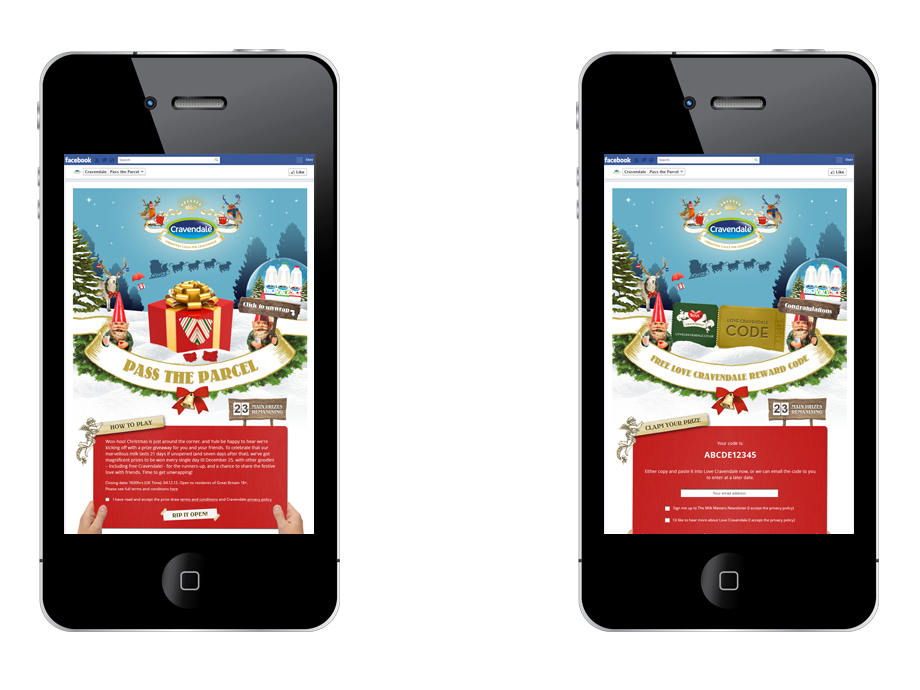 facebook
Search
Cravendale · Pass the Parcel
Like
Cravendale
Click to unwrap
PASS THE PARCEL
23 MAIN PRIZES
REMAINING
HOW TO PLAY
Woo-hoo! Christmas is just around the corner, and Yule be happy to hear we're
kicking off with a prize giveaway for you and your friends. To celebrate that our
marvellous milk lasts 21 days if unopened (and seven days after that), we've got
magnificent prizes to be won every single day til December 25, with other goodies
- including free Cravendale! - for the runners-up, and a chance to share the festive
love with friends. Time to get unwrapping!
Closing date: 1600hrs (UK Time) 04.12.13. Open to residents of Great Britain 18+.
Please see full terms and conditions here
I have read and accept the prize draw terms and conditions and Cravendale privacy policy.
RIP IT OPEN!
facebook
Search
Cravendale · Pass the Parcel
Like
Cravendale
Congratulations
LOVE CRAVENDALE
CODE
FREE LOVE CRAVENDALE REWARD CODE
23 MAIN PRIZES
REMAINING
CLAIM YOUR PRIZE
Your code is:
ABCDE12345
Either copy and paste it into Love Cravendale now, or we can email the code to you
to enter at a later date.
Your email address
Sign me up to The Milk Matters Newsletter (I accept the privacy policy)
I'd like to hear more about Love Cravendale (I accept the privacy policy)